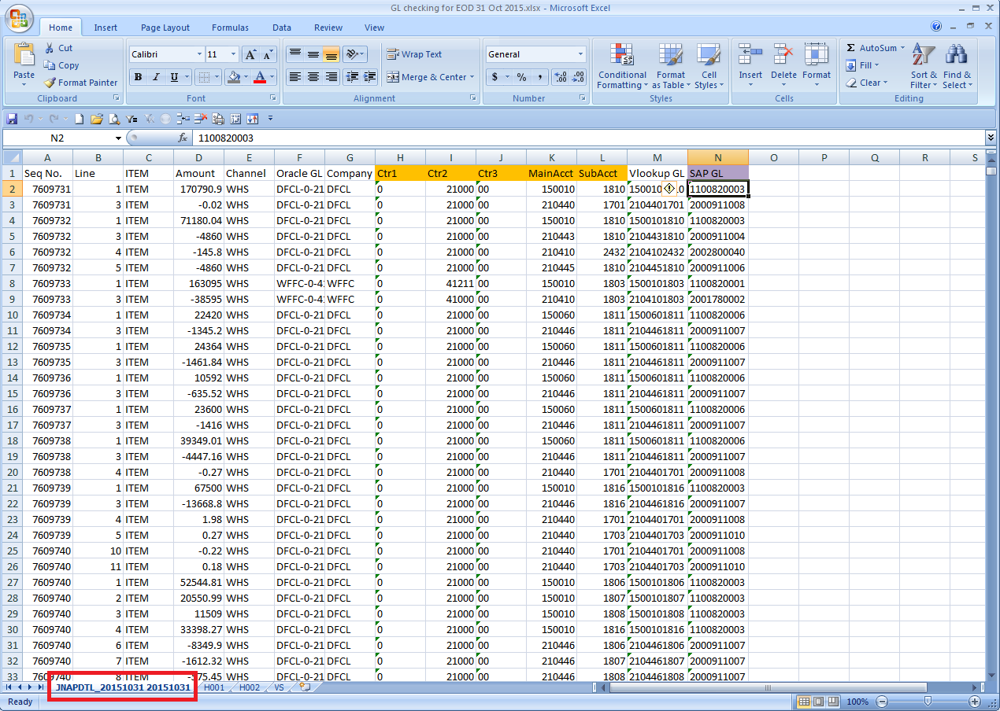 GL checking for EOD 31 Oct 2015.xlsx - Microsoft Excel
Home Insert Page Layout Formulas Data Review View
Paste Cut Calibri 11 A A Wrap Text General Conditional Formatting Format as Table Cell Styles Insert Delete Format AutoSum Sort & Filter Find & Select
Copy Fill
Format Painter B I U A Merge & Center $ % , .00 .0 Clear
Clipboard Font Alignment Number Styles Cells Editing
N2 fx 1100820003
A B C D E F G H I J K L M N O P Q R S
1 Seq No. Line ITEM Amount Channel Oracle GL Company Ctr1 Ctr2 Ctr3 MainAcct SubAcct Vlookup GL SAP GL
2 7609731 1 ITEM 170790.9 WHS DFCL-0-21 DFCL 0 21000 00 150010 1810 150010 .0 1100820003
3 7609731 3 ITEM -0.02 WHS DFCL-0-21 DFCL 0 21000 00 210440 1701 2104401701 2000911008
4 7609732 1 ITEM 71180.04 WHS DFCL-0-21 DFCL 0 21000 00 150010 1810 1500101810 1100820003
5 7609732 3 ITEM -4860 WHS DFCL-0-21 DFCL 0 21000 00 210443 1810 2104431810 2000911004
6 7609732 4 ITEM -145.8 WHS DFCL-0-21 DFCL 0 21000 00 210410 2432 2104102432 2002800040
7 7609732 5 ITEM -4860 WHS DFCL-0-21 DFCL 0 21000 00 210445 1810 2104451810 2000911006
8 7609733 1 ITEM 163095 WHS WFFC-0-4 WFFC 0 41211 00 150010 1803 1500101803 1100820001
9 7609733 3 ITEM -38595 WHS WFFC-0-4 WFFC 0 41000 00 210410 1803 2104101803 2001780002
10 7609734 1 ITEM 22420 WHS DFCL-0-21 DFCL 0 21000 00 150060 1811 1500601811 1100820006
11 7609734 3 ITEM -1345.2 WHS DFCL-0-21 DFCL 0 21000 00 210446 1811 2104461811 2000911007
12 7609735 1 ITEM 24364 WHS DFCL-0-21 DFCL 0 21000 00 150060 1811 1500601811 1100820006
13 7609735 3 ITEM -1461.84 WHS DFCL-0-21 DFCL 0 21000 00 210446 1811 2104461811 2000911007
14 7609736 1 ITEM 10592 WHS DFCL-0-21 DFCL 0 21000 00 150060 1811 1500601811 1100820006
15 7609736 3 ITEM -635.52 WHS DFCL-0-21 DFCL 0 21000 00 210446 1811 2104461811 2000911007
16 7609737 1 ITEM 23600 WHS DFCL-0-21 DFCL 0 21000 00 150060 1811 1500601811 1100820006
17 7609737 3 ITEM -1416 WHS DFCL-0-21 DFCL 0 21000 00 210446 1811 2104461811 2000911007
18 7609738 1 ITEM 39349.01 WHS DFCL-0-21 DFCL 0 21000 00 150060 1811 1500601811 1100820006
19 7609738 3 ITEM -4447.16 WHS DFCL-0-21 DFCL 0 21000 00 210446 1811 2104461811 2000911007
20 7609738 4 ITEM -0.27 WHS DFCL-0-21 DFCL 0 21000 00 210440 1701 2104401701 2000911008
21 7609739 1 ITEM 67500 WHS DFCL-0-21 DFCL 0 21000 00 150010 1816 1500101816 1100820003
22 7609739 3 ITEM -13668.8 WHS DFCL-0-21 DFCL 0 21000 00 210446 1816 2104461816 2000911007
23 7609739 4 ITEM 1.98 WHS DFCL-0-21 DFCL 0 21000 00 210440 1701 2104401701 2000911008
24 7609739 5 ITEM 0.27 WHS DFCL-0-21 DFCL 0 21000 00 210440 1703 2104401703 2000911010
25 7609740 10 ITEM -0.22 WHS DFCL-0-21 DFCL 0 21000 00 210440 1701 2104401701 2000911008
26 7609740 11 ITEM 0.18 WHS DFCL-0-21 DFCL 0 21000 00 210440 1703 2104401703 2000911010
27 7609740 1 ITEM 52544.81 WHS DFCL-0-21 DFCL 0 21000 00 150010 1806 1500101806 1100820003
28 7609740 2 ITEM 20550.99 WHS DFCL-0-21 DFCL 0 21000 00 150010 1807 1500101807 1100820003
29 7609740 3 ITEM 11509 WHS DFCL-0-21 DFCL 0 21000 00 150010 1808 1500101808 1100820003
30 7609740 4 ITEM 33398.27 WHS DFCL-0-21 DFCL 0 21000 00 150010 1816 1500101816 1100820003
31 7609740 6 ITEM -8349.9 WHS DFCL-0-21 DFCL 0 21000 00 210446 1806 2104461806 2000911007
32 7609740 7 ITEM -1612.32 WHS DFCL-0-21 DFCL 0 21000 00 210446 1807 2104461807 2000911007
33 7609740 8 ITEM 575.45 WHS DFCL-0-21 DFCL 0 21000 00 210446 1808 2104461808 2000911007
JNAPDTL_20151031 20151031 H001 H002 VS
Ready 100%